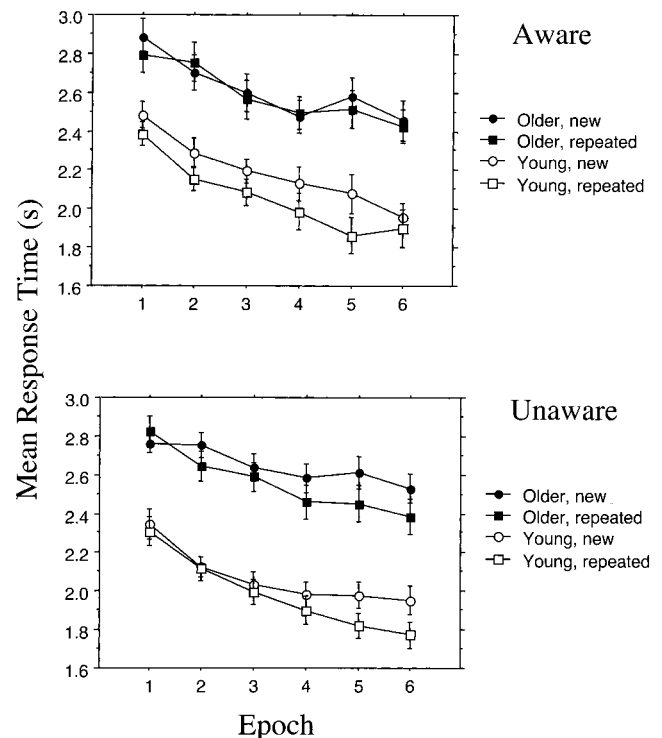 Aware
3.0
2.8
2.6
2.4
2.2
2.0
1.8
1.6
1 2 3 4 5 6
Older, new
Older, repeated
Young, new
Young, repeated
Mean Response Time (s)
Unaware
3.0
2.8
2.6
2.4
2.2
2.0
1.8
1.6
1 2 3 4 5 6
Older, new
Older, repeated
Young, new
Young, repeated
Epoch